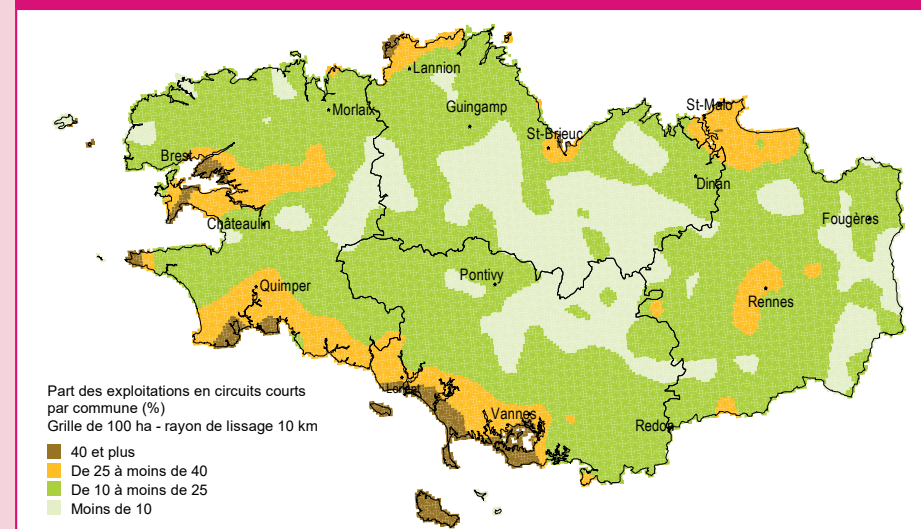 Lannion
Morlaix
Guingamp
St-Malo
St-Brieuc
Brest
Dinan
Châteaulin
Fougères
Pontivy
Quimper
Rennes
Lorient
Vannes
Redon
Part des exploitations en circuits courts
par commune (%)
Grille de 100 ha - rayon de lissage 10 km
40 et plus
De 25 à moins de 40
De 10 à moins de 25
Moins de 10